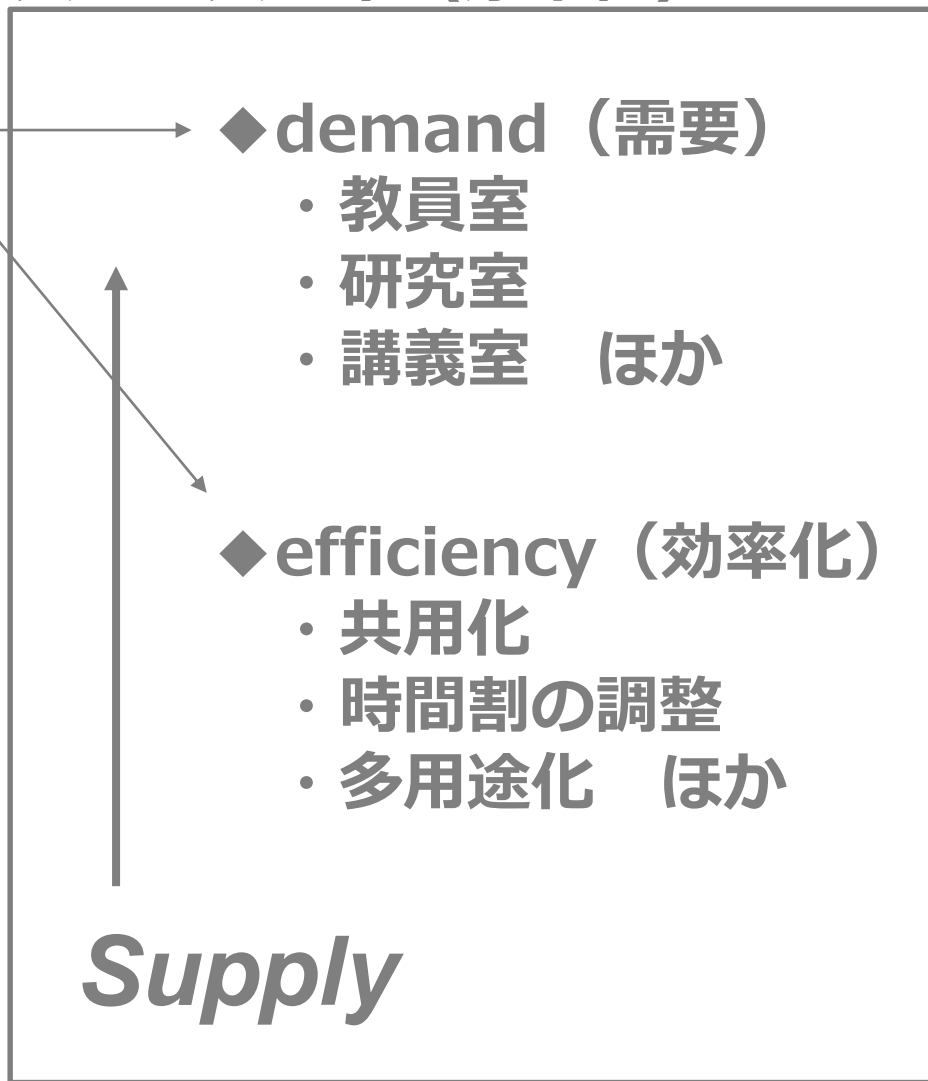 ◆demand（需要）
・教員室
・研究室
・講義室　ほか
◆efficiency（効率化）
・共用化
・時間割の調整
・多用途化　ほか
Supply